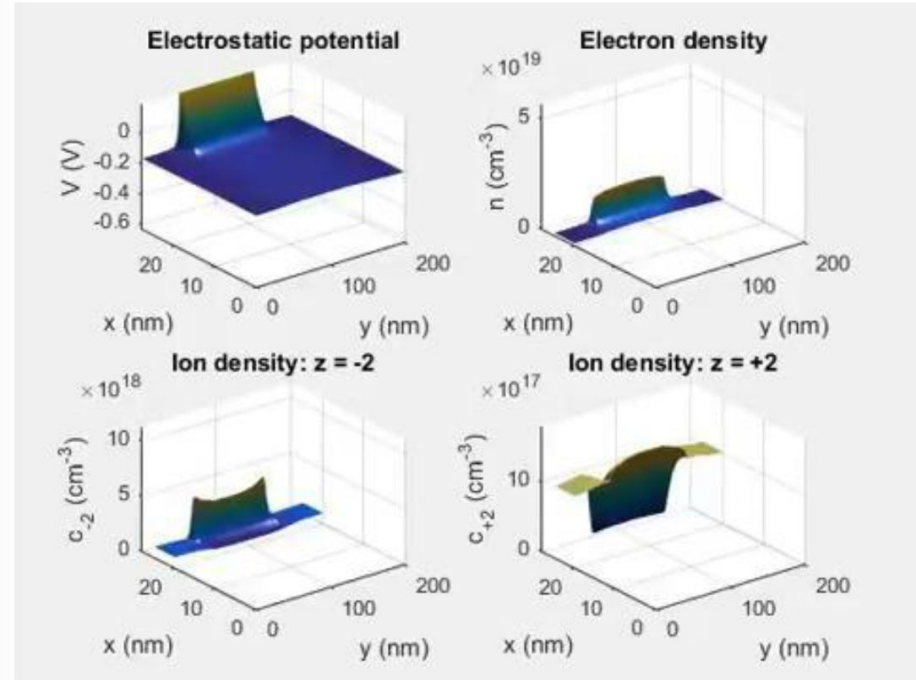 Electrostatic potential
V (V)
0
-0.2
-0.4
-0.6
20
10
0
0
100
200
x (nm)
y (nm)
Electron density
×10^19
n (cm^-3)
5
0
20
10
0
0
100
200
x (nm)
y (nm)
Ion density: z = -2
×10^18
c_-2 (cm^-3)
10
5
0
20
10
0
0
100
200
x (nm)
y (nm)
Ion density: z = +2
×10^17
c_+2 (cm^-3)
10
0
20
10
0
0
100
200
x (nm)
y (nm)